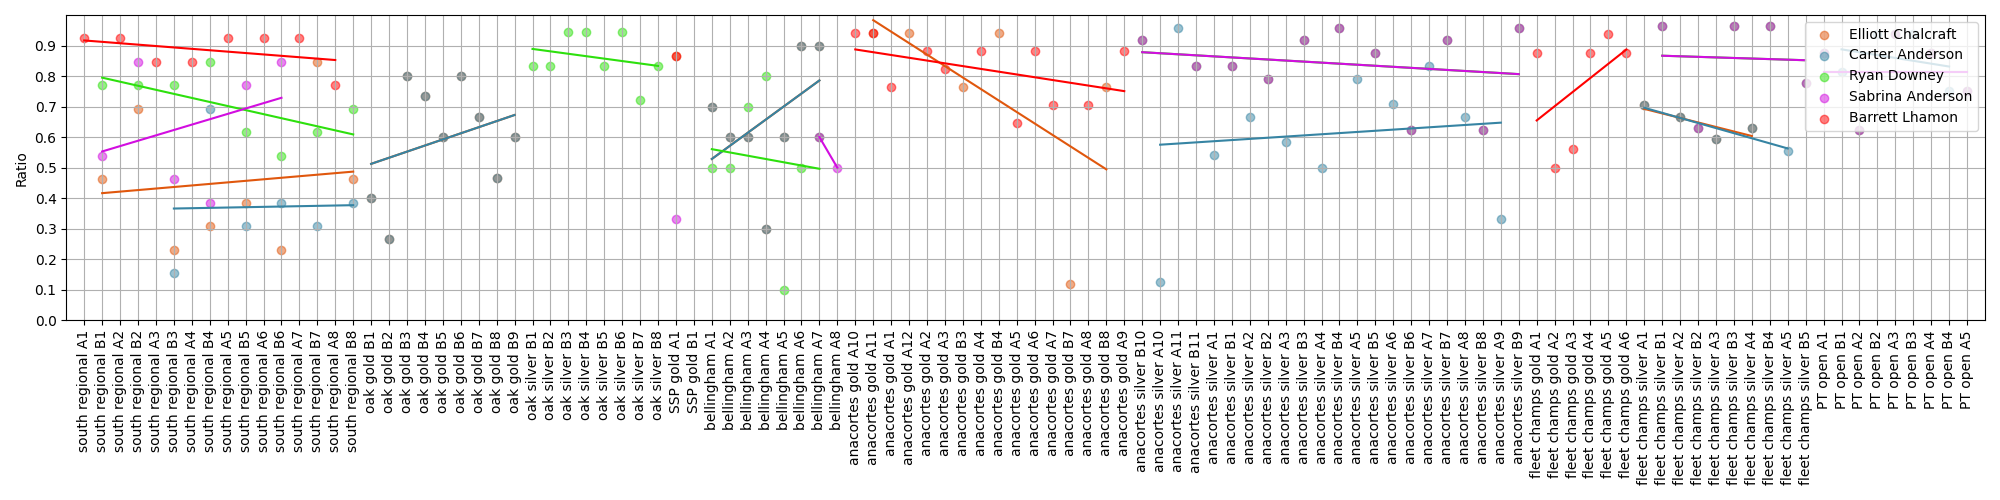 Ratio
0.9
0.8
0.7
0.6
0.5
0.4
0.3
0.2
0.1
0.0
Elliott Chalcraft
Carter Anderson
Ryan Downey
Sabrina Anderson
Barrett Lhamon
south regional A1
south regional B1
south regional A2
south regional B2
south regional A3
south regional B3
south regional A4
south regional B4
south regional A5
south regional B5
south regional A6
south regional B6
south regional A7
south regional B7
south regional A8
south regional B8
oak gold B1
oak gold B2
oak gold B3
oak gold B4
oak gold B5
oak gold B6
oak gold B7
oak gold B8
oak gold B9
oak silver B1
oak silver B2
oak silver B3
oak silver B4
oak silver B5
oak silver B6
oak silver B7
oak silver B8
SSP gold A1
SSP gold B1
bellingham A1
bellingham A2
bellingham A3
bellingham A4
bellingham A5
bellingham A6
bellingham A7
bellingham A8
anacortes gold A10
anacortes gold A11
anacortes gold A1
anacortes gold A12
anacortes gold A2
anacortes gold A3
anacortes gold B3
anacortes gold A4
anacortes gold B4
anacortes gold A5
anacortes gold A6
anacortes gold A7
anacortes gold B7
anacortes gold A8
anacortes gold B8
anacortes gold A9
anacortes silver B10
anacortes silver A10
anacortes silver A11
anacortes silver B11
anacortes silver A1
anacortes silver B1
anacortes silver A2
anacortes silver B2
anacortes silver A3
anacortes silver B3
anacortes silver A4
anacortes silver B4
anacortes silver A5
anacortes silver B5
anacortes silver A6
anacortes silver B6
anacortes silver A7
anacortes silver B7
anacortes silver A8
anacortes silver B8
anacortes silver A9
anacortes silver B9
fleet champs gold A1
fleet champs gold A2
fleet champs gold A3
fleet champs gold A4
fleet champs gold A5
fleet champs gold A6
fleet champs silver A1
fleet champs silver B1
fleet champs silver A2
fleet champs silver B2
fleet champs silver A3
fleet champs silver B3
fleet champs silver A4
fleet champs silver B4
fleet champs silver A5
fleet champs silver B5
PT open A1
PT open B1
PT open A2
PT open B2
PT open A3
PT open B3
PT open A4
PT open B4
PT open A5